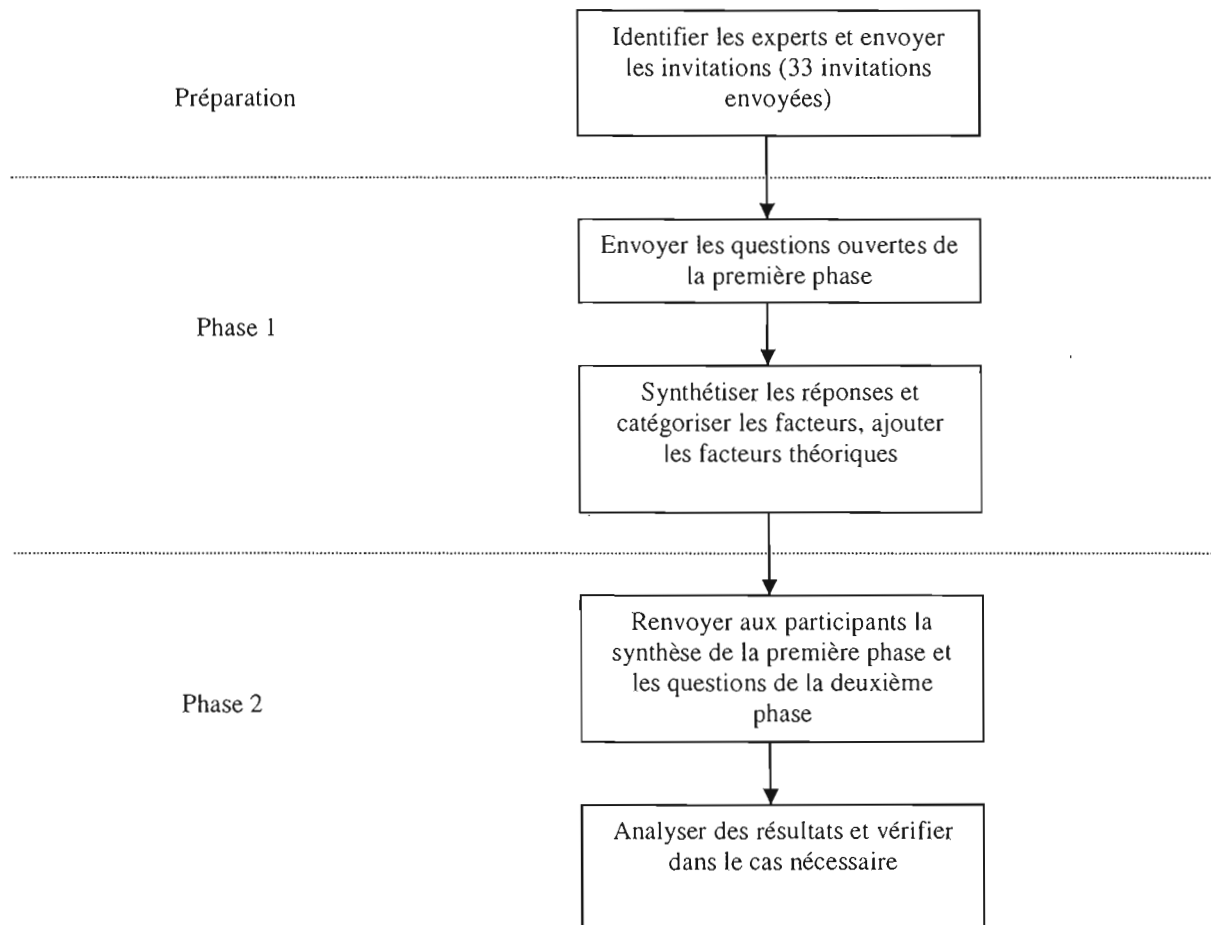 Préparation
Identifier les experts et envoyer
les invitations (33 invitations
envoyées)
Phase 1
Envoyer les questions ouvertes de
la première phase
Synthétiser les réponses et
catégoriser les facteurs, ajouter
les facteurs théoriques
Phase 2
Renvoyer aux participants la
synthèse de la première phase et
les questions de la deuxième
phase
Analyser des résultats et vérifier
dans le cas nécessaire